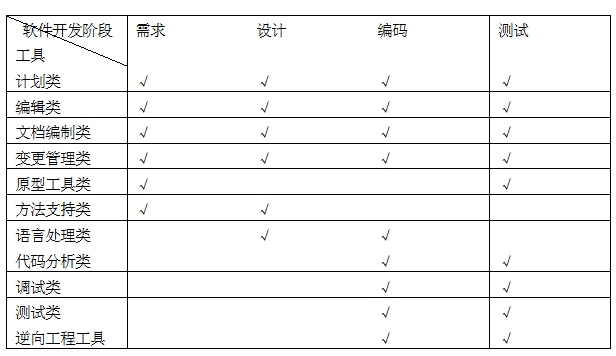 软件开发阶段 需求 设计 编码 测试
工具
计划类 √ √ √ √
编辑类 √ √ √ √
文档编制类 √ √ √ √
变更管理类 √ √ √ √
原型工具类 √ √
方法支持类 √ √
语言处理类 √ √
代码分析类 √ √
调试类 √ √
测试类 √ √
逆向工程工具 √ √